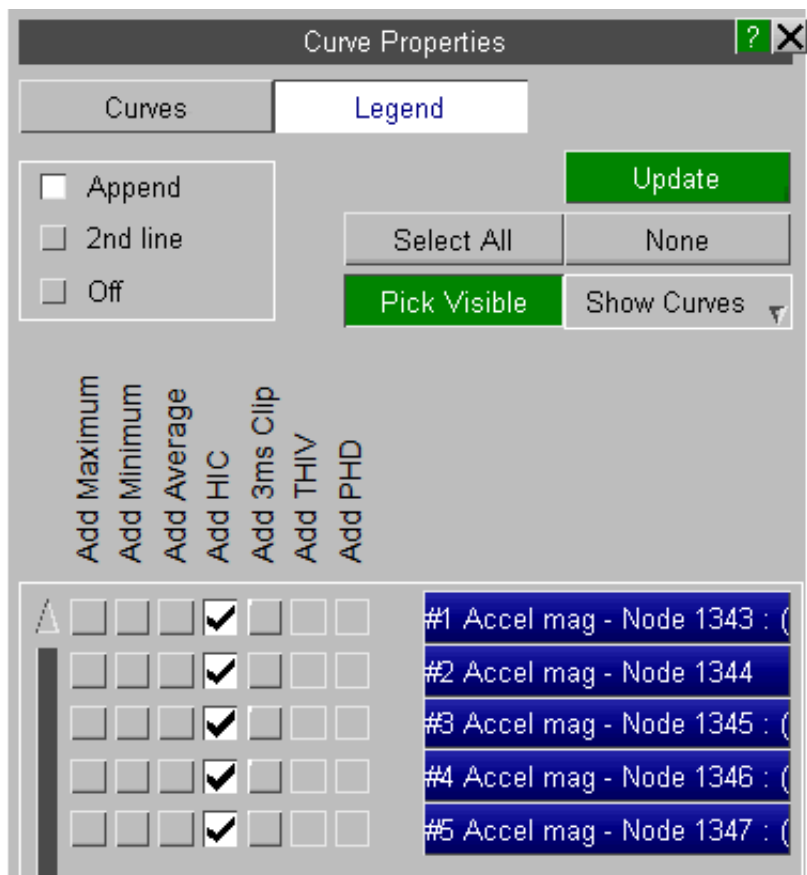 Curve Properties
?
Curves
Legend
Append
2nd line
Off
Update
Select All
None
Pick Visible
Show Curves
Add Maximum
Add Minimum
Add Average
Add HIC
Add 3ms Clip
Add THIV
Add PHD
#1 Accel mag - Node 1343 : (
#2 Accel mag - Node 1344
#3 Accel mag - Node 1345 : (
#4 Accel mag - Node 1346 : (
#5 Accel mag - Node 1347 : (